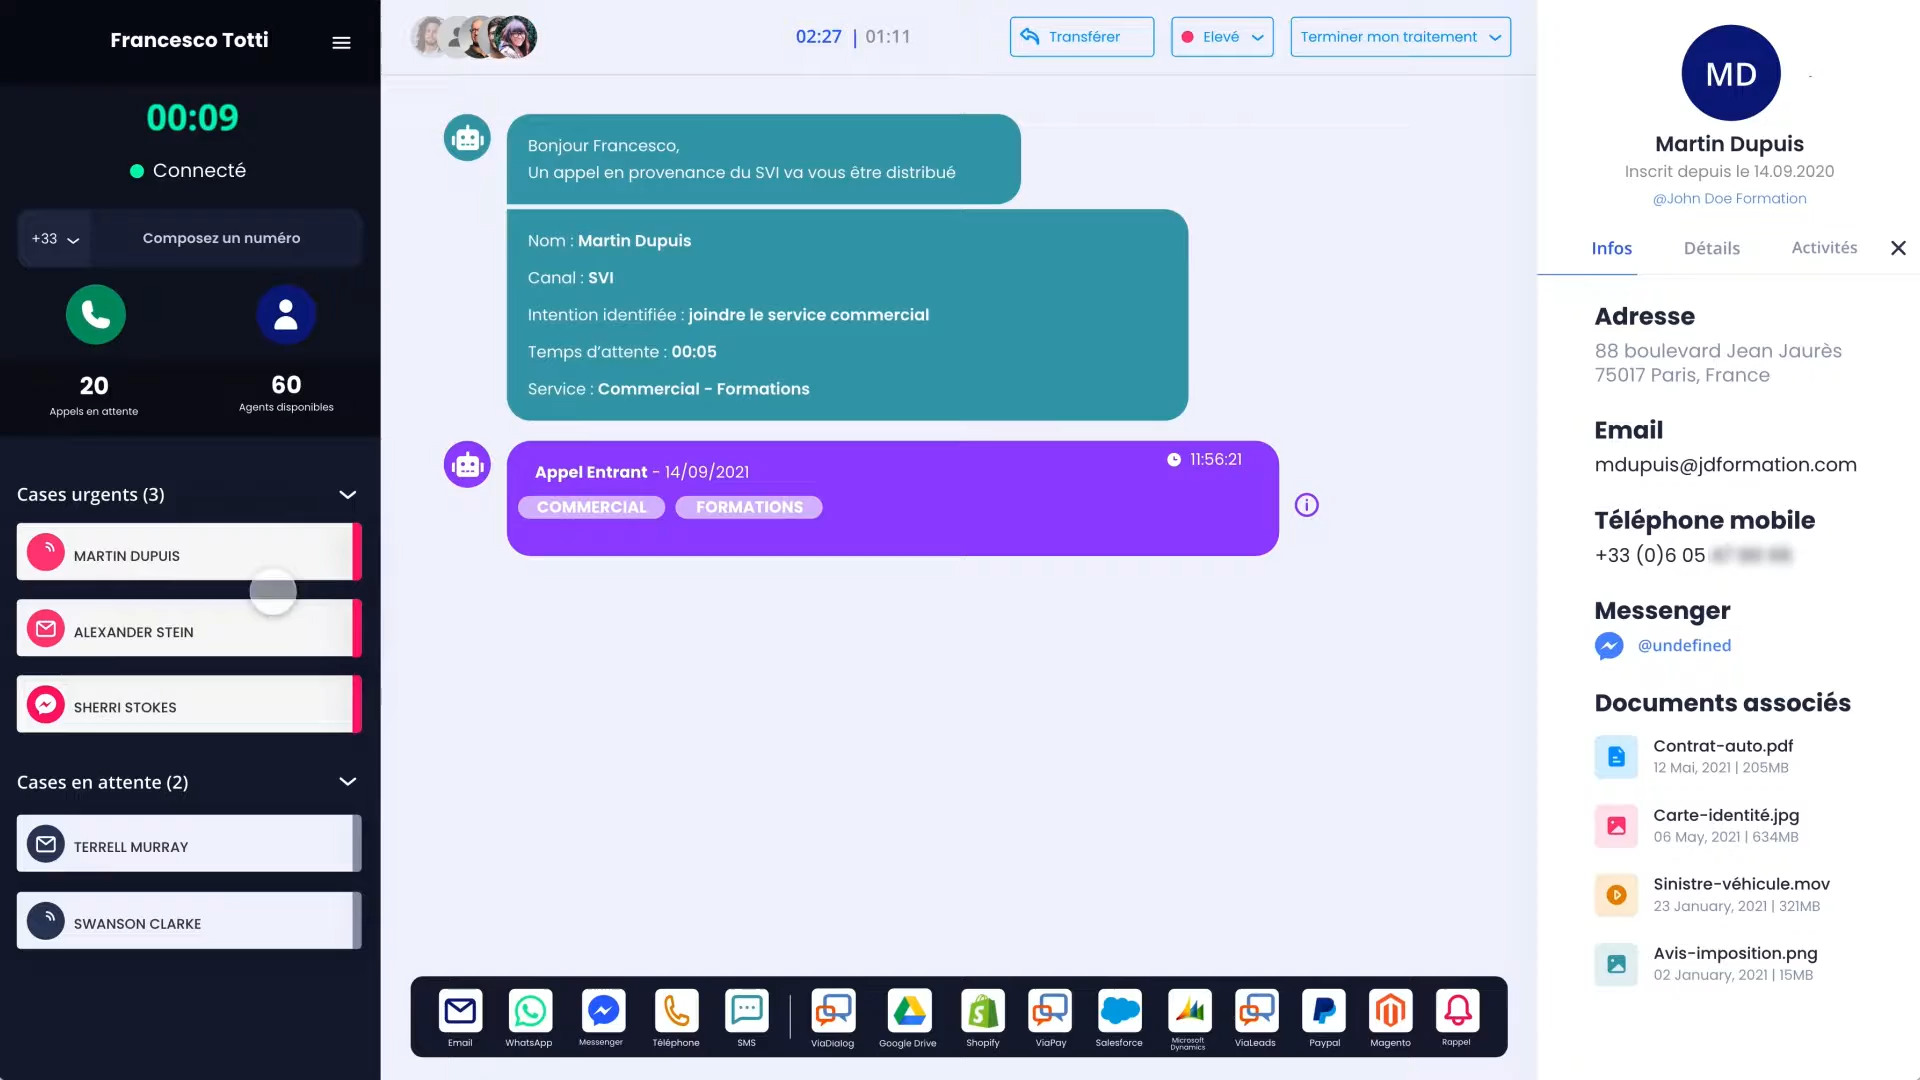 Francesco Totti
00:09
Connecté
+33
Composez un numéro
20
Appels en attente
60
Agents disponibles
Cases urgents (3)
MARTIN DUPUIS
ALEXANDER STEIN
SHERRI STOKES
Cases en attente (2)
TERRELL MURRAY
SWANSON CLARKE
02:27 | 01:11
Transférer
Elevé
Terminer mon traitement
Bonjour Francesco,
Un appel en provenance du SVI va vous être distribué
Nom : Martin Dupuis
Canal : SVI
Intention identifiée : joindre le service commercial
Temps d'attente : 00:05
Service : Commercial - Formations
Appel Entrant - 14/09/2021
11:56:21
COMMERCIAL
FORMATIONS
Email
WhatsApp
Messenger
Téléphone
SMS
ViaDialog
Google Drive
Shopify
ViaPay
Salesforce
Microsoft
Dynamics
ViaLeads
Paypal
Magento
Rappel
MD
Martin Dupuis
Inscrit depuis le 14.09.2020
@John Doe Formation
Infos
Détails
Activités
Adresse
88 boulevard Jean Jaurès
75017 Paris, France
Email
mdupuis@jdformation.com
Téléphone mobile
+33 (0)6 05
Messenger
@undefined
Documents associés
Contrat-auto.pdf
12 Mai, 2021 | 205MB
Carte-identité.jpg
06 May, 2021 | 634MB
Sinistre-véhicule.mov
23 January, 2021 | 321MB
Avis-imposition.png
02 January, 2021 | 15MB